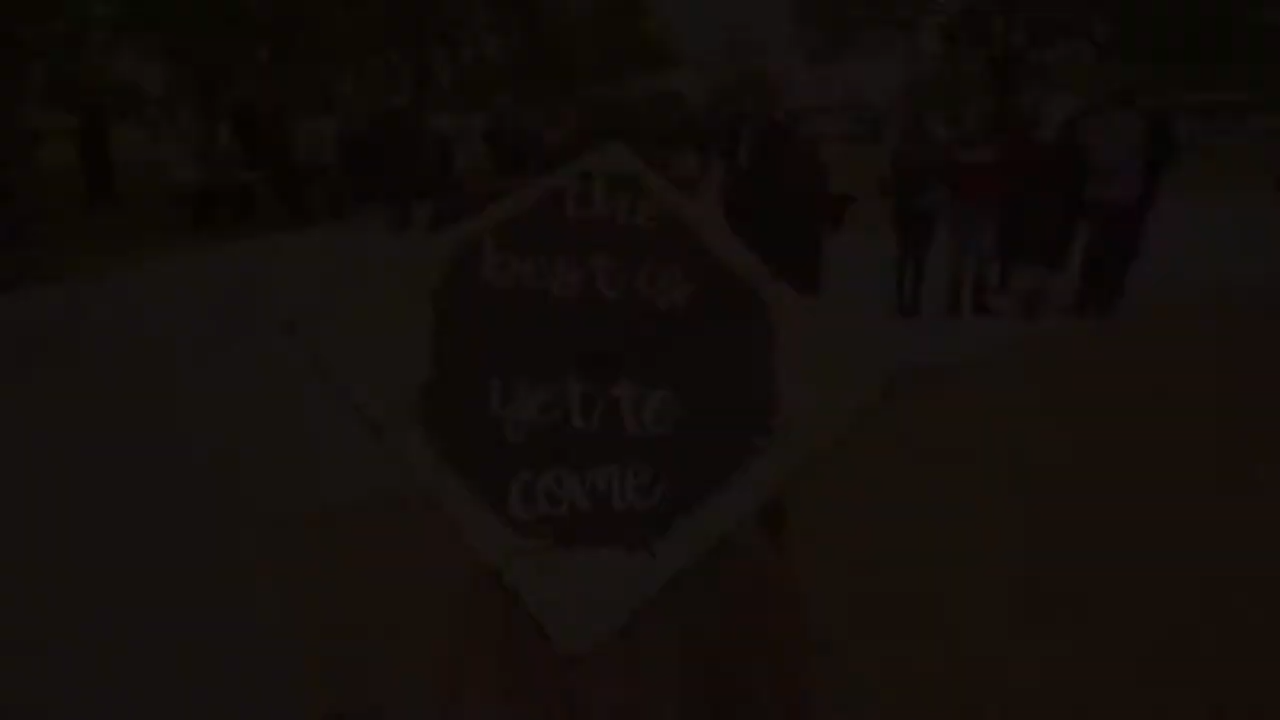 the
best is
yet to
come